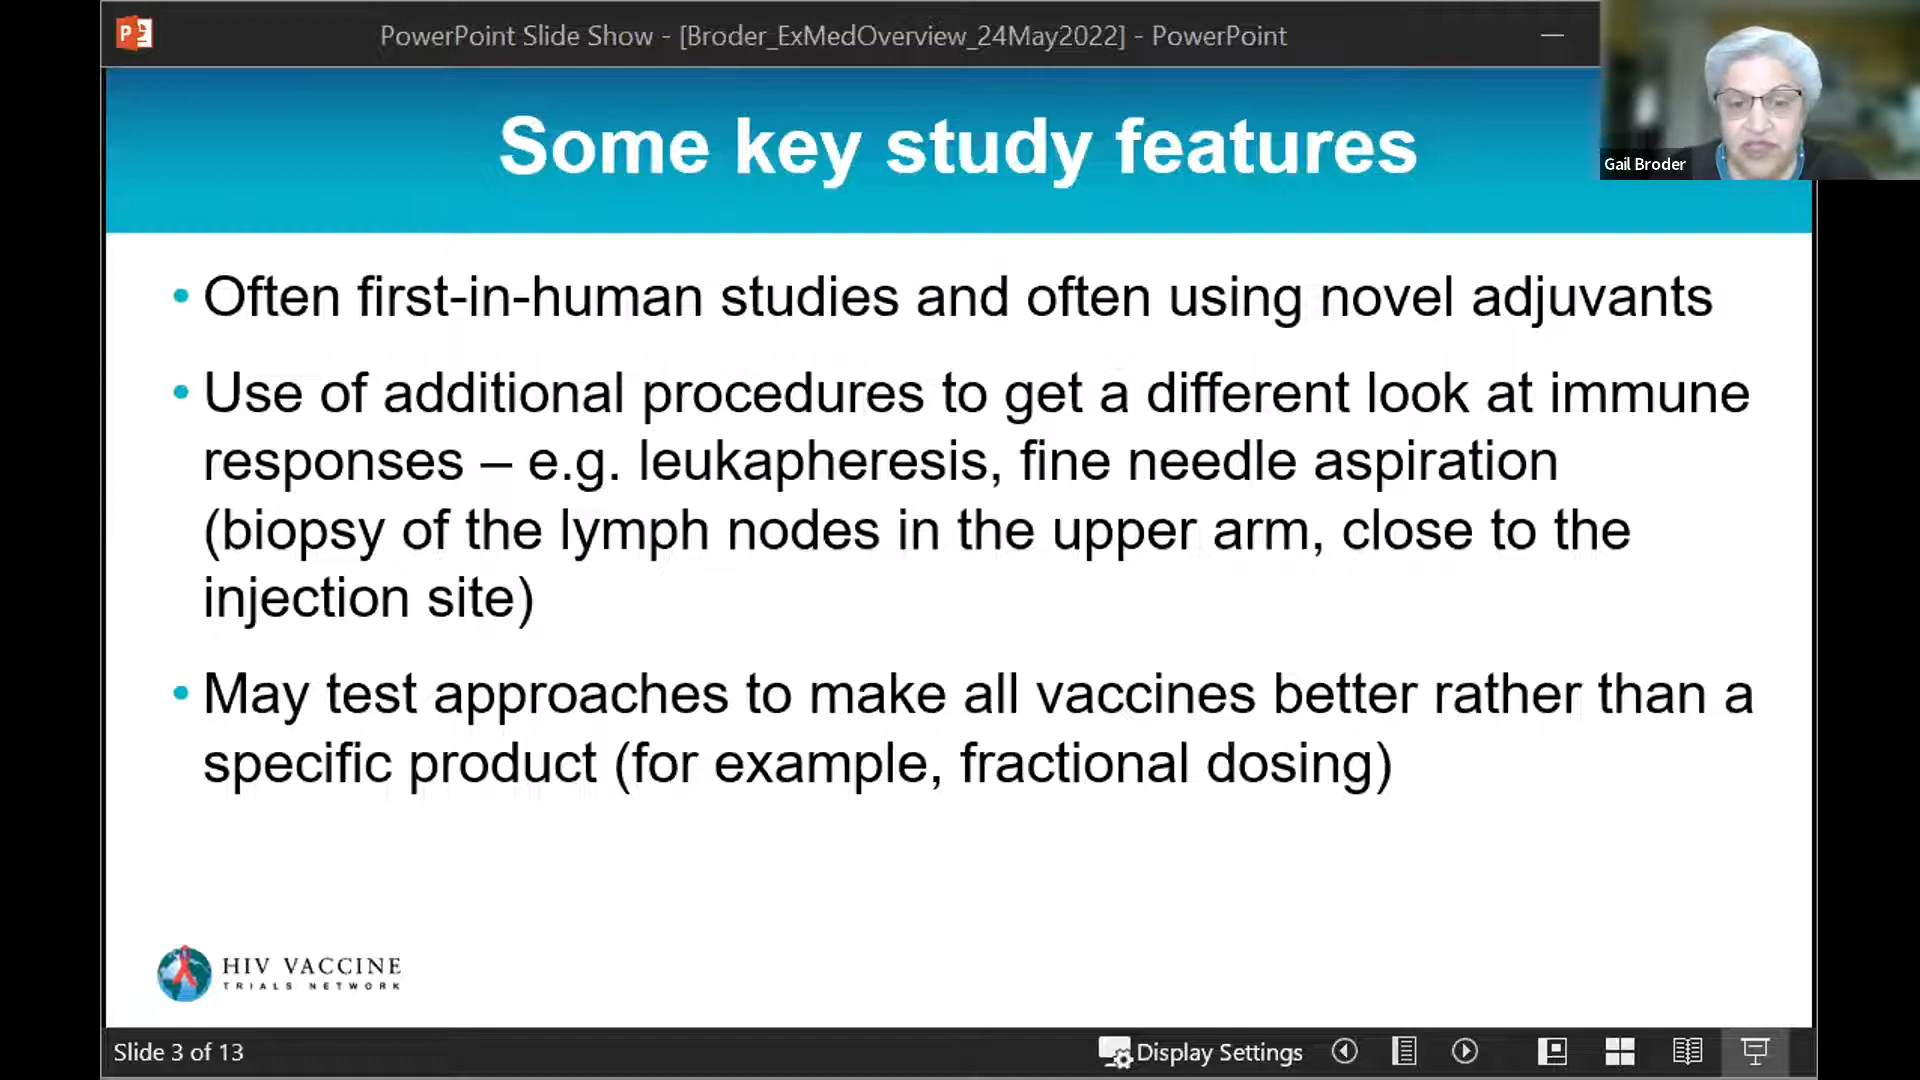 PowerPoint Slide Show - [Broder_ExMedOverview_24May2022] - PowerPoint
Gail Broder
Some key study features
• Often first-in-human studies and often using novel adjuvants
• Use of additional procedures to get a different look at immune
responses – e.g. leukapheresis, fine needle aspiration
(biopsy of the lymph nodes in the upper arm, close to the
injection site)
• May test approaches to make all vaccines better rather than a
specific product (for example, fractional dosing)
HIV VACCINE
TRIALS NETWORK
Slide 3 of 13
Display Settings